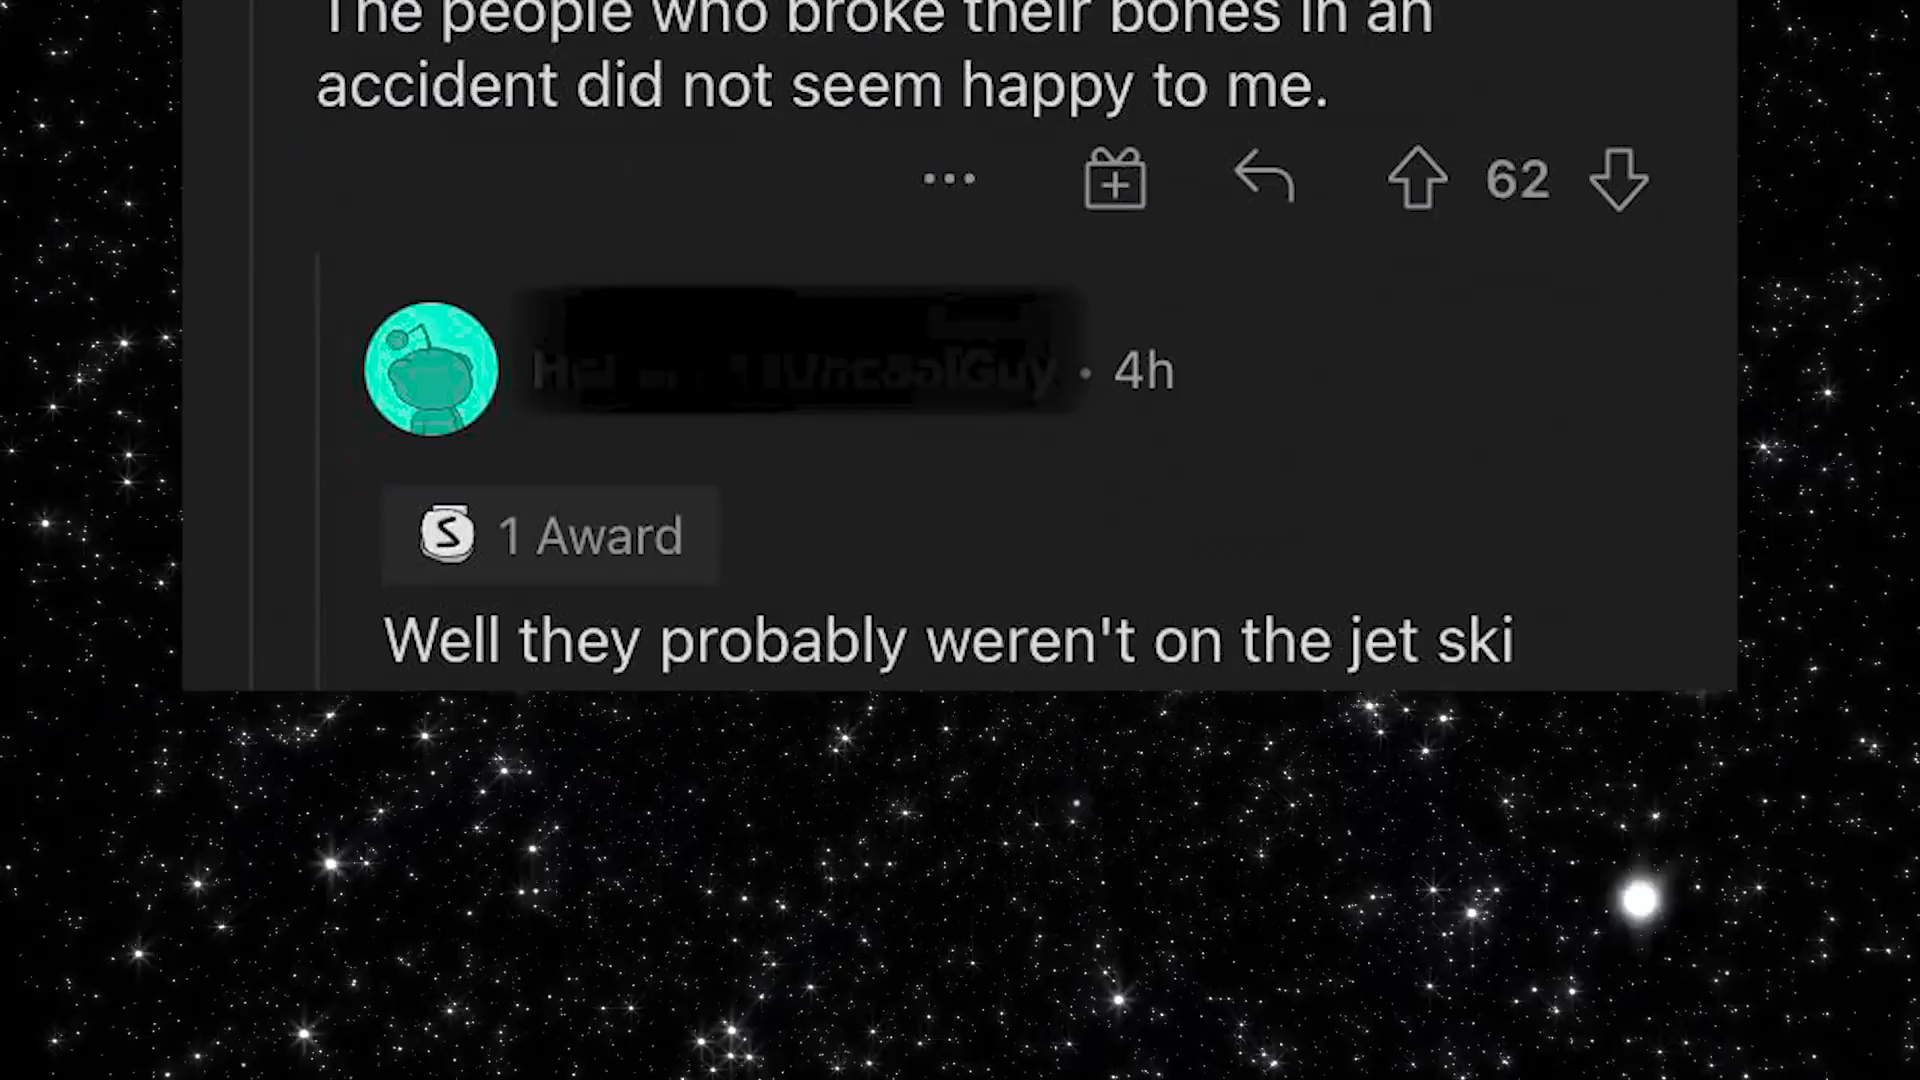 The people who broke their bones in an
accident did not seem happy to me.
62
4h
1 Award
Well they probably weren't on the jet ski